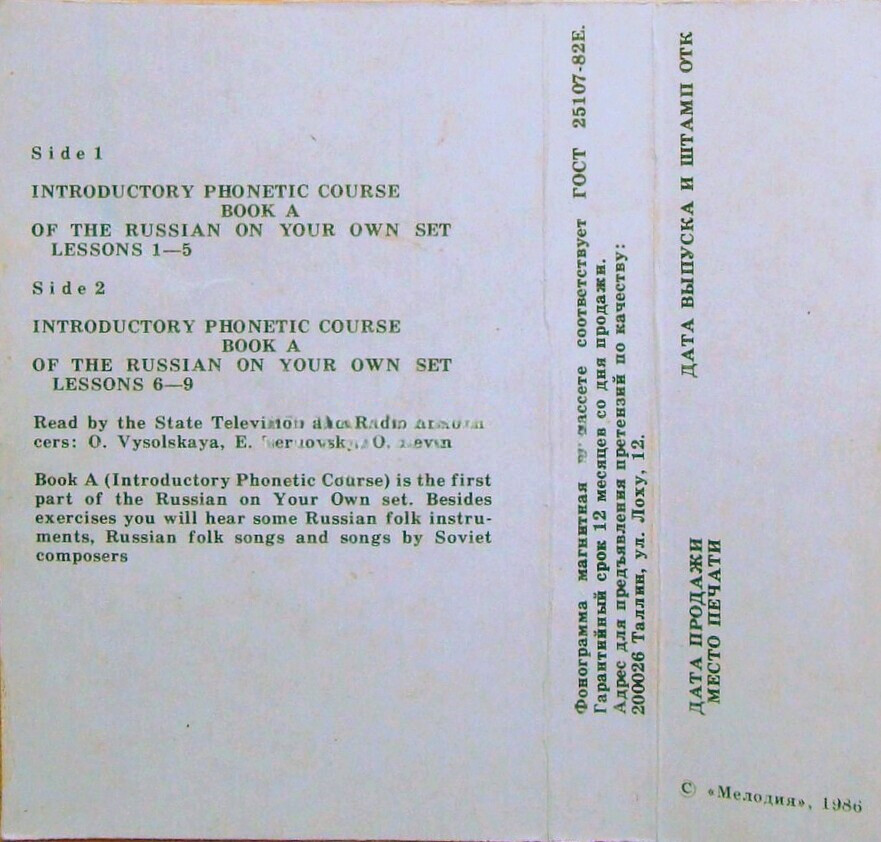 Side 1
INTRODUCTORY PHONETIC COURSE
BOOK A
OF THE RUSSIAN ON YOUR OWN SET
LESSONS 1—5
Side 2
INTRODUCTORY PHONETIC COURSE
BOOK A
OF THE RUSSIAN ON YOUR OWN SET
LESSONS 6—9
Read by the State Television Radio
cers: O. Vysolskaya, E. O.
Book A (Introductory Phonetic Course) is the first
part of the Russian on Your Own set. Besides
exercises you will hear some Russian folk instru-
ments, Russian folk songs and songs by Soviet
composers
Фонограмма магнитная кассете соответствует ГОСТ 25107-82Е.
Гарантийный срок 12 месяцев со дня продажи.
Адрес для предъявления претензий по качеству:
200026 Таллин, ул. Лоху, 12.
ДАТА ВЫПУСКА И ШТАМП ОТК
ДАТА ПРОДАЖИ
МЕСТО ПЕЧАТИ
© «Мелодия», 1986